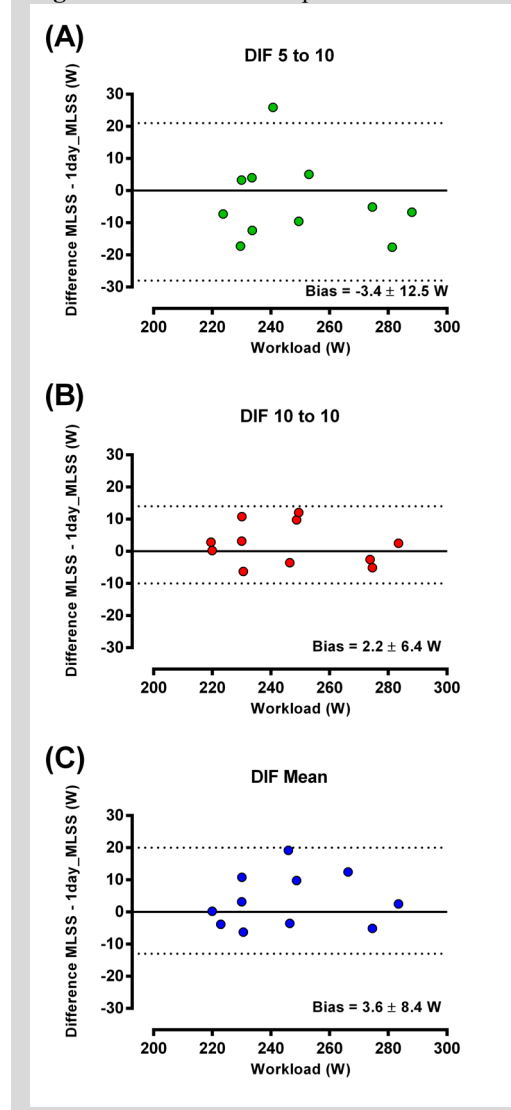 (A)
DIF 5 to 10
Difference MLSS - 1day_MLSS (W)
30
20
10
0
-10
-20
-30
Bias = -3.4 ± 12.5 W
200 220 240 260 280 300
Workload (W)
(B)
DIF 10 to 10
Difference MLSS - 1day_MLSS (W)
30
20
10
0
-10
-20
-30
Bias = 2.2 ± 6.4 W
200 220 240 260 280 300
Workload (W)
(C)
DIF Mean
Difference MLSS - 1day_MLSS (W)
30
20
10
0
-10
-20
-30
Bias = 3.6 ± 8.4 W
200 220 240 260 280 300
Workload (W)